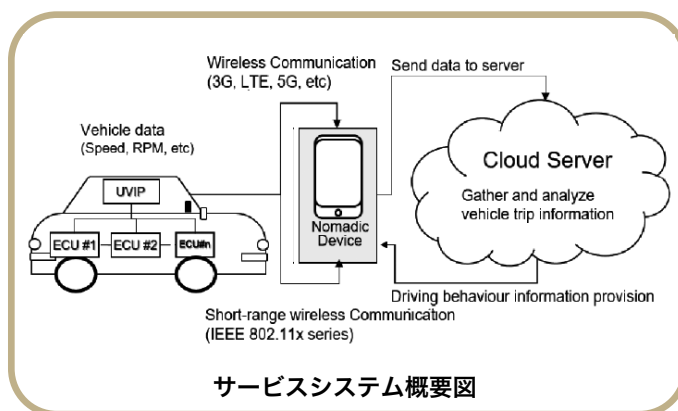 Wireless Communication
(3G, LTE, 5G, etc)
Send data to server
Vehicle data
(Speed, RPM, etc)
UVIP
ECU #1
ECU #2
ECU#n
Nomadic
Device
Cloud Server
Gather and analyze
vehicle trip information
Driving behaviour information provision
Short-range wireless Communication
(IEEE 802.11x series)
サービスシステム概要図